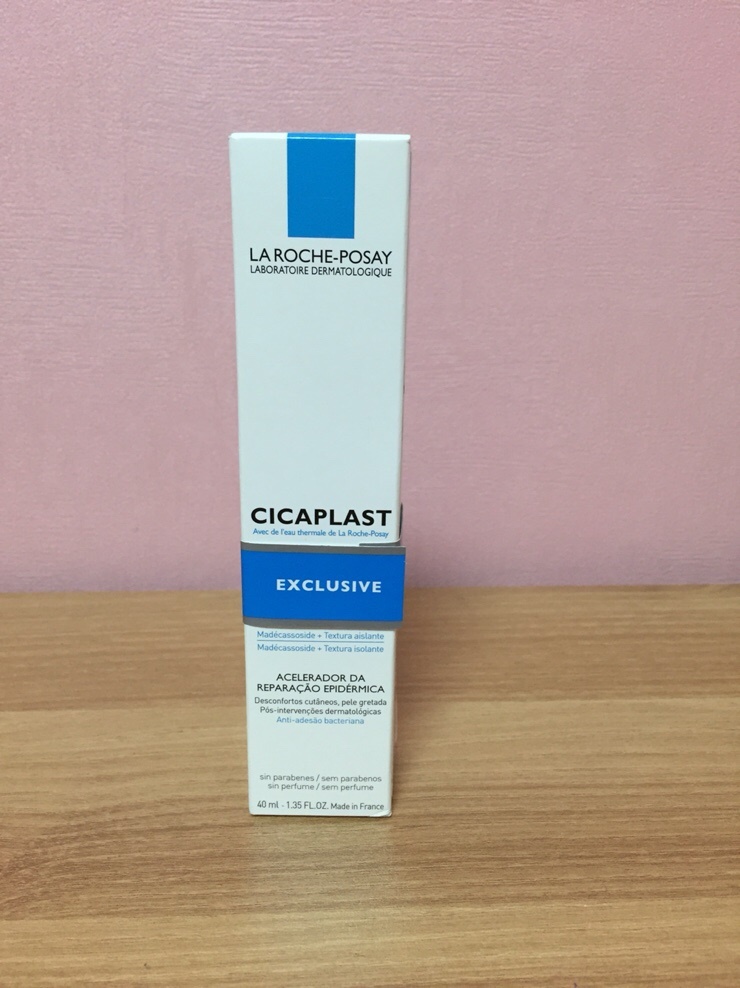 LA ROCHE-POSAY
LABORATOIRE DERMATOLOGIQUE
CICAPLAST
Avec de l'eau thermale de La Roche-Posay
EXCLUSIVE
Madécassoside + Textura aislante
Madécassoside + Textura isolante
ACELERADOR DA
REPARAÇÃO EPIDÉRMICA
Desconfortos cutâneos, pele gretada
Pós-intervenções dermatológicas
Anti-adesão bacteriana
sin parabenes / sem parabenos
sin perfume / sem perfume
40 ml - 1.35 FL.OZ. Made in France